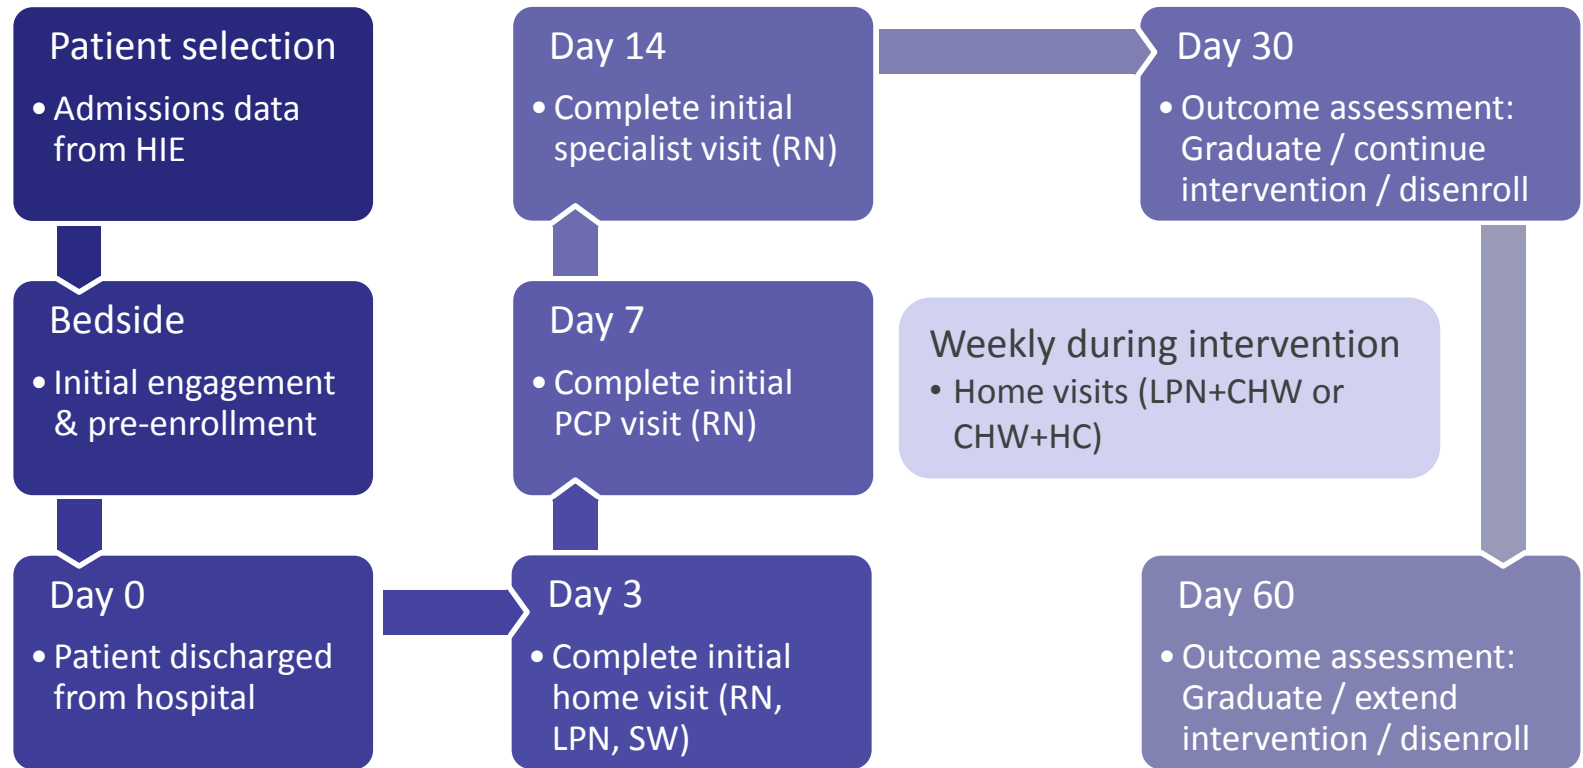 Patient selection
• Admissions data
from HIE
Bedside
• Initial engagement
& pre-enrollment
Day 0
• Patient discharged
from hospital
Day 3
• Complete initial
home visit (RN,
LPN, SW)
Day 7
• Complete initial
PCP visit (RN)
Day 14
• Complete initial
specialist visit (RN)
Day 30
• Outcome assessment:
Graduate / continue
intervention / disenroll
Weekly during intervention
• Home visits (LPN+CHW or
CHW+HC)
Day 60
• Outcome assessment:
Graduate / extend
intervention / disenroll